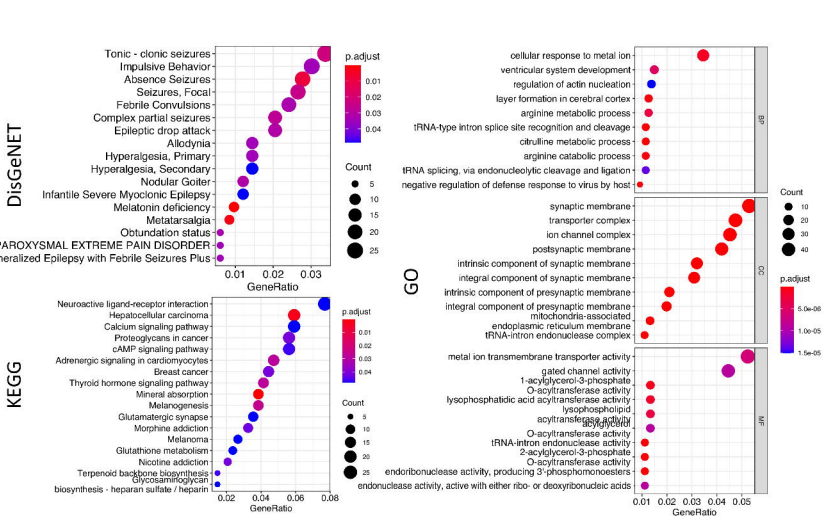 DisGeNET
Tonic - clonic seizures
Impulsive Behavior
Absence Seizures
Seizures, Focal
Febrile Convulsions
Complex partial seizures
Epileptic drop attack
Allodynia
Hyperalgesia, Primary
Hyperalgesia, Secondary
Nodular Goiter
Infantile Severe Myoclonic Epilepsy
Melatonin deficiency
Metatarsalgia
Obtundation status
PAROXYSMAL EXTREME PAIN DISORDER
neralized Epilepsy with Febrile Seizures Plus
0.01 0.02 0.03
GeneRatio
p.adjust
0.01
0.02
0.03
0.04
Count
5
10
15
20
25
KEGG
Neuroactive ligand-receptor interaction
Hepatocellular carcinoma
Calcium signaling pathway
Proteoglycans in cancer
cAMP signaling pathway
Adrenergic signaling in cardiomyocytes
Breast cancer
Thyroid hormone signaling pathway
Mineral absorption
Melanogenesis
Glutamatergic synapse
Morphine addiction
Melanoma
Glutathione metabolism
Nicotine addiction
Terpenoid backbone biosynthesis
Glycosaminoglycan
biosynthesis - heparan sulfate / heparin
0.02 0.04 0.06 0.08
GeneRatio
p.adjust
0.01
0.02
0.03
0.04
Count
5
10
15
20
25
GO
cellular response to metal ion
ventricular system development
regulation of actin nucleation
layer formation in cerebral cortex
arginine metabolic process
tRNA-type intron splice site recognition and cleavage
citrulline metabolic process
arginine catabolic process
tRNA splicing, via endonucleolytic cleavage and ligation
negative regulation of defense response to virus by host
BP
synaptic membrane
transporter complex
ion channel complex
postsynaptic membrane
intrinsic component of synaptic membrane
integral component of synaptic membrane
intrinsic component of presynaptic membrane
integral component of presynaptic membrane
mitochondria-associated
endoplasmic reticulum membrane
tRNA-intron endonuclease complex
CC
metal ion transmembrane transporter activity
gated channel activity
1-acylglycerol-3-phosphate
O-acyltransferase activity
lysophosphatidic acid acyltransferase activity
lysophospholipid
acyltransferase activity
acylglycerol
O-acyltransferase activity
tRNA-intron endonuclease activity
2-acylglycerol-3-phosphate
O-acyltransferase activity
endoribonuclease activity, producing 3'-phosphomonoesters
endonuclease activity, active with either ribo- or deoxyribonucleic acids
MF
0.01 0.02 0.03 0.04 0.05
GeneRatio
Count
10
20
30
40
p.adjust
5.0e-06
1.0e-05
1.5e-05